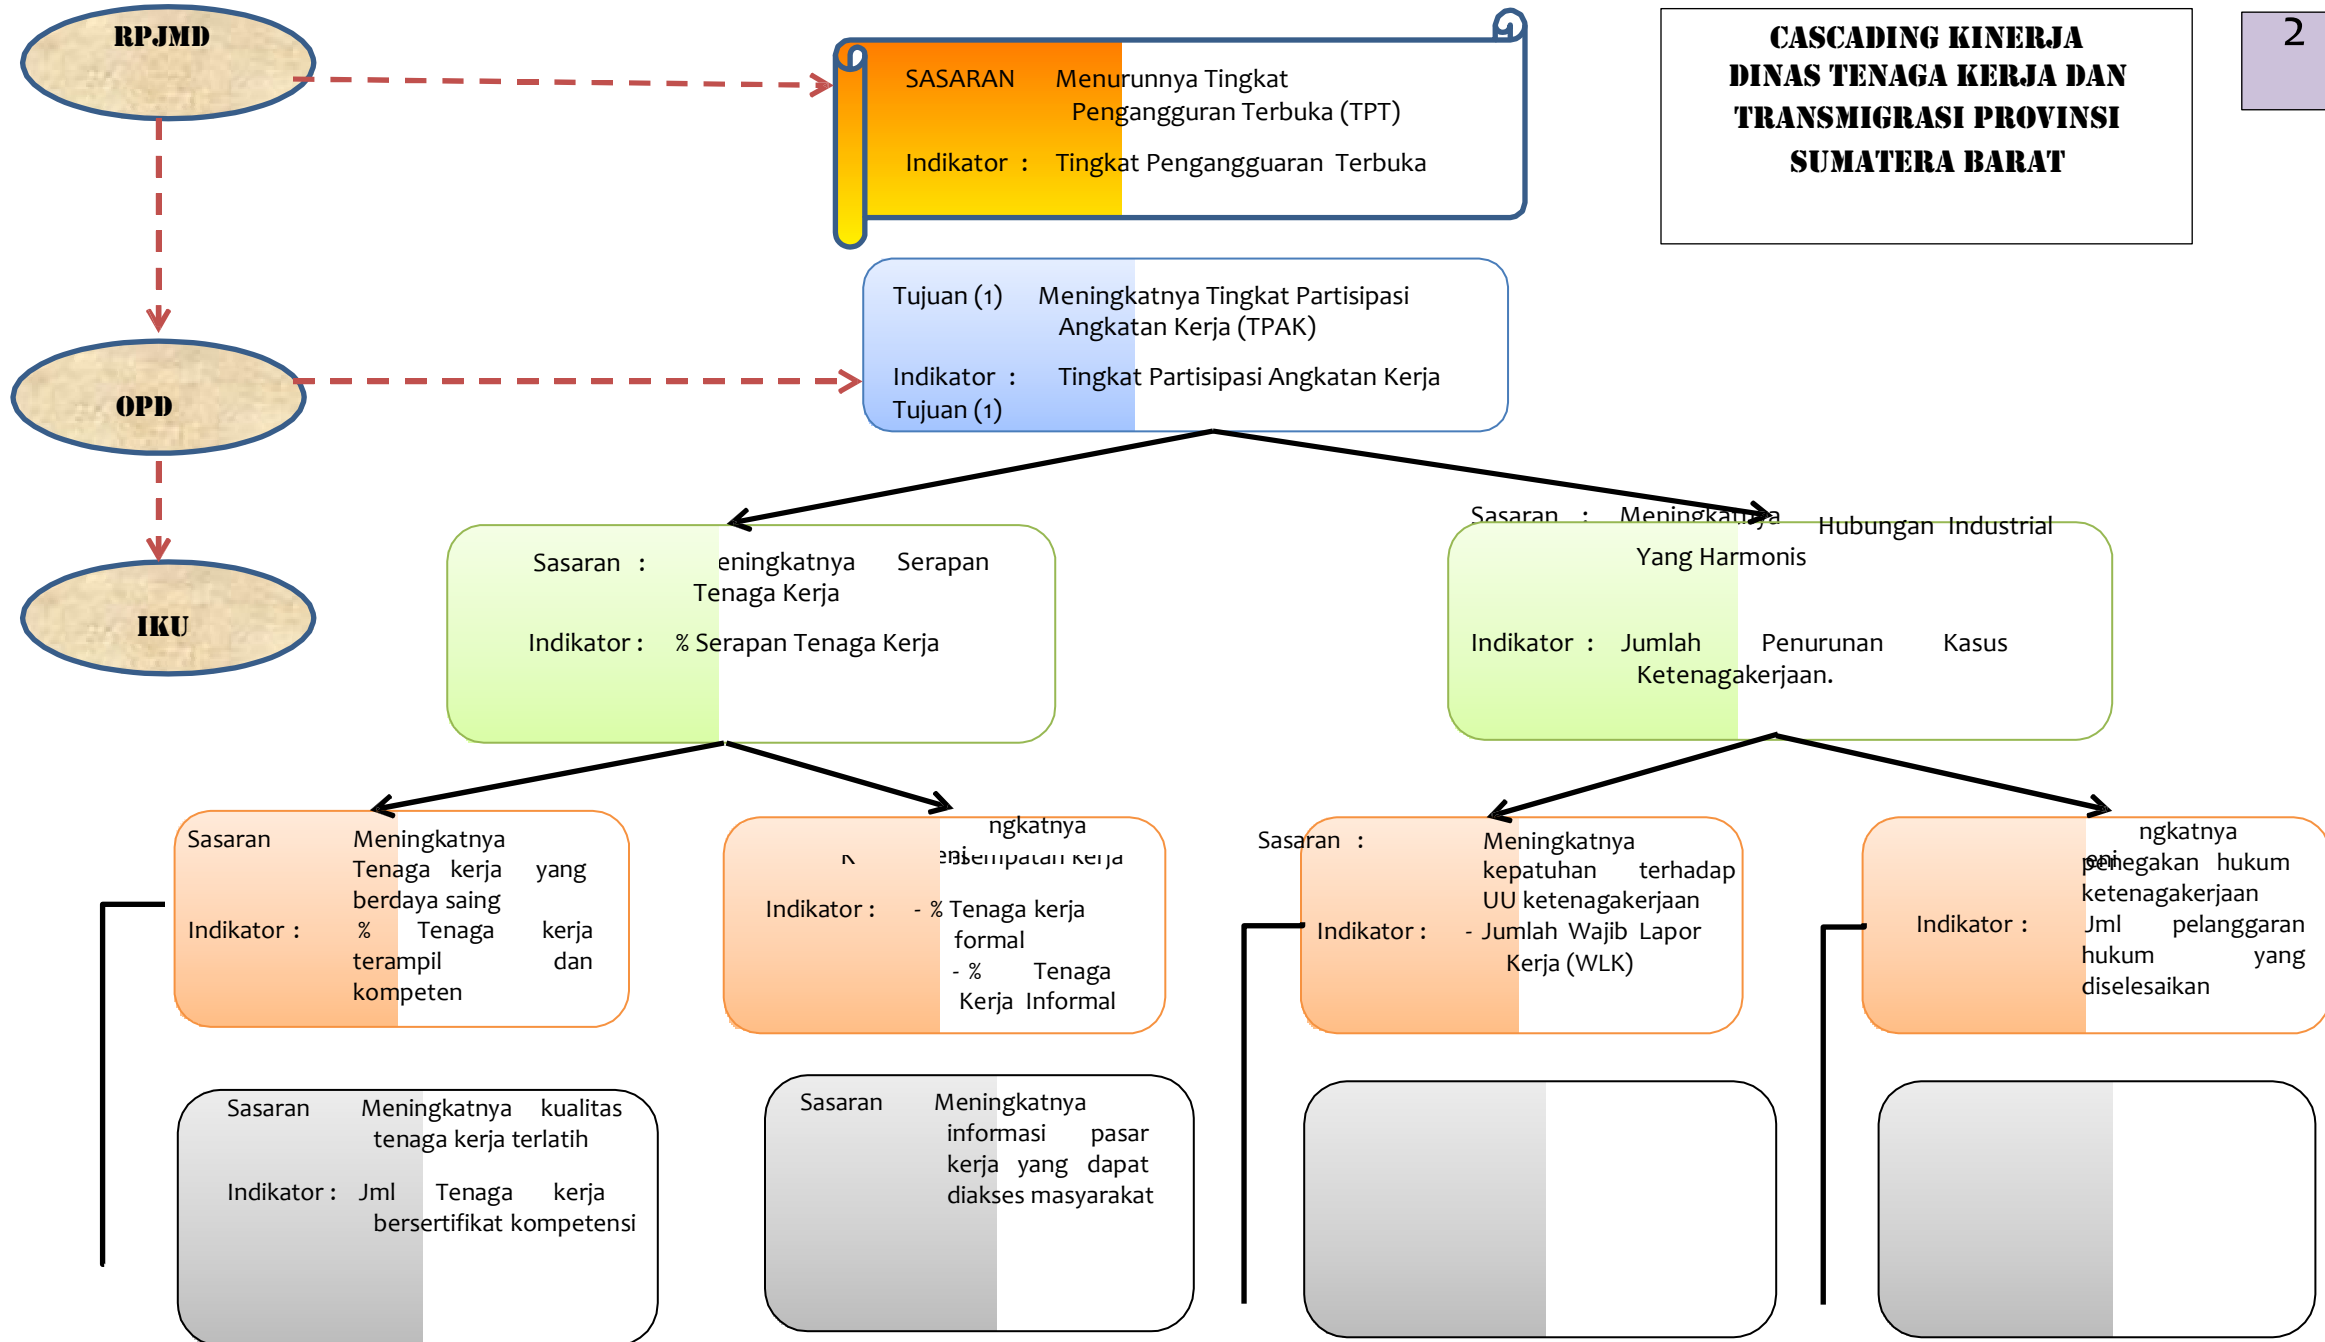 RPJMD
SASARAN Menurunnya Tingkat
Pengangguran Terbuka (TPT)
Indikator : Tingkat Pengangguaran Terbuka
CASCADING KINERJA
DINAS TENAGA KERJA DAN
TRANSMIGRASI PROVINSI
SUMATERA BARAT
2
OPD
Tujuan (1) Meningkatnya Tingkat Partisipasi
Angkatan Kerja (TPAK)
Indikator : Tingkat Partisipasi Angkatan Kerja
Tujuan (1)
IKU
Sasaran : eningkatnya Serapan
Tenaga Kerja
Indikator : % Serapan Tenaga Kerja
Sasaran : Meningkatnya Hubungan Industrial
Yang Harmonis
Indikator : Jumlah Penurunan Kasus
Ketenagakerjaan.
Sasaran Meningkatnya
Tenaga kerja yang
berdaya saing
Indikator : % Tenaga kerja
terampil dan
kompeten
ngkatnya
kerja
Indikator : - % Tenaga kerja
formal
- % Tenaga
Kerja Informal
Sasaran : Meningkatnya
kepatuhan terhadap
UU ketenagakerjaan
Indikator : - Jumlah Wajib Lapor
Kerja (WLK)
ngkatnya
penegakan hukum
ketenagakerjaan
Indikator : Jml pelanggaran
hukum yang
diselesaikan
Sasaran Meningkatnya kualitas
tenaga kerja terlatih
Indikator : Jml Tenaga kerja
bersertifikat kompetensi
Sasaran Meningkatnya
informasi pasar
kerja yang dapat
diakses masyarakat